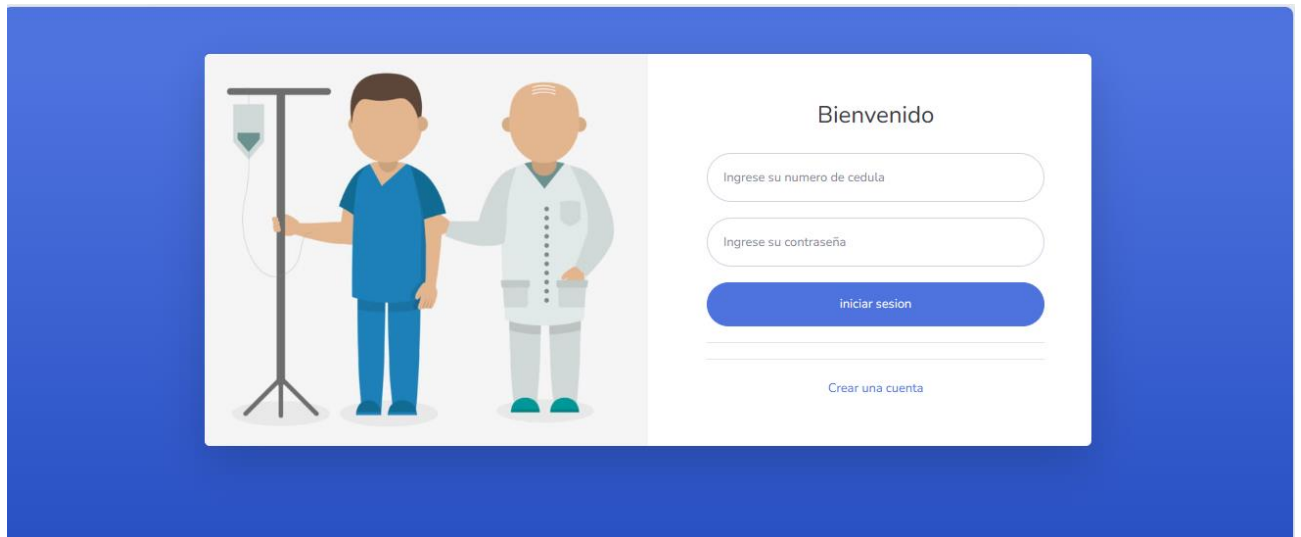 Bienvenido
Ingrese su numero de cedula
Ingrese su contraseña
iniciar sesion
Crear una cuenta